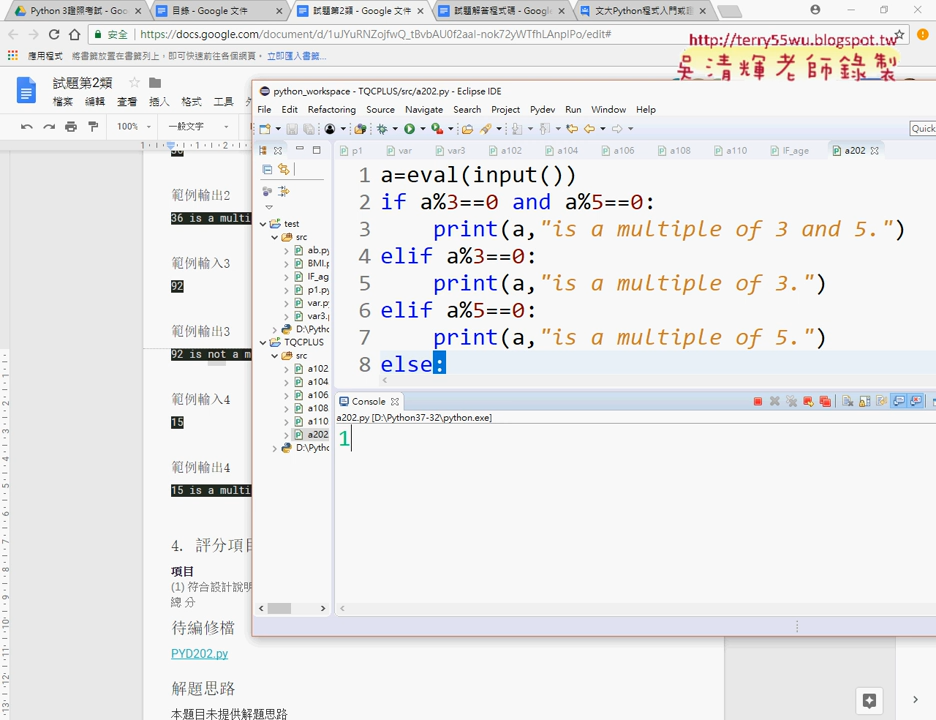 Python 3證照考試 - Goo
目錄 - Google 文件
試題第2類 - Google 文件
試題解答程式碼 - Google
文大Python程式入門或證
安全
https://docs.google.com/document/d/1uJYuRNZojfwQ_tBvbAU0f2aaI-nok72yWTfhLAnpIPo/edit#
http://terry55wu.blogspot.tw
吳清輝老師錄製
應用程式
將書籤放置在書籤列上，即可快速前往各個網頁。
立即匯入書籤...
試題第2類
檔案 編輯 查看 插入 格式 工具
100%
一般文字
python_workspace - TQCPLUS/src/a202.py - Eclipse IDE
File Edit Refactoring Source Navigate Search Project Pydev Run Window Help
Quick
p1 var var3 a102 a104 a106 a108 a110 IF_age a202
test
src
ab.py
BMI.p
IF_ag
p1.py
var.py
var3.
D:\Pytho
TQCPLUS
src
a102
a104
a106
a108
a110
a202
D:\Pytho
1 a=eval(input())
2 if a%3==0 and a%5==0:
3 print(a,"is a multiple of 3 and 5.")
4 elif a%3==0:
5 print(a,"is a multiple of 3.")
6 elif a%5==0:
7 print(a,"is a multiple of 5.")
8 else:
Console
a202.py [D:\Python37-32\python.exe]
1
範例輸出2
36 is a multi
範例輸入3
92
範例輸出3
92 is not a m
範例輸入4
15
範例輸出4
15 is a multi
4. 評分項目
項目
(1) 符合設計說明
總 分
待編修檔
PYD202.py
解題思路
本題目未提供解題思路